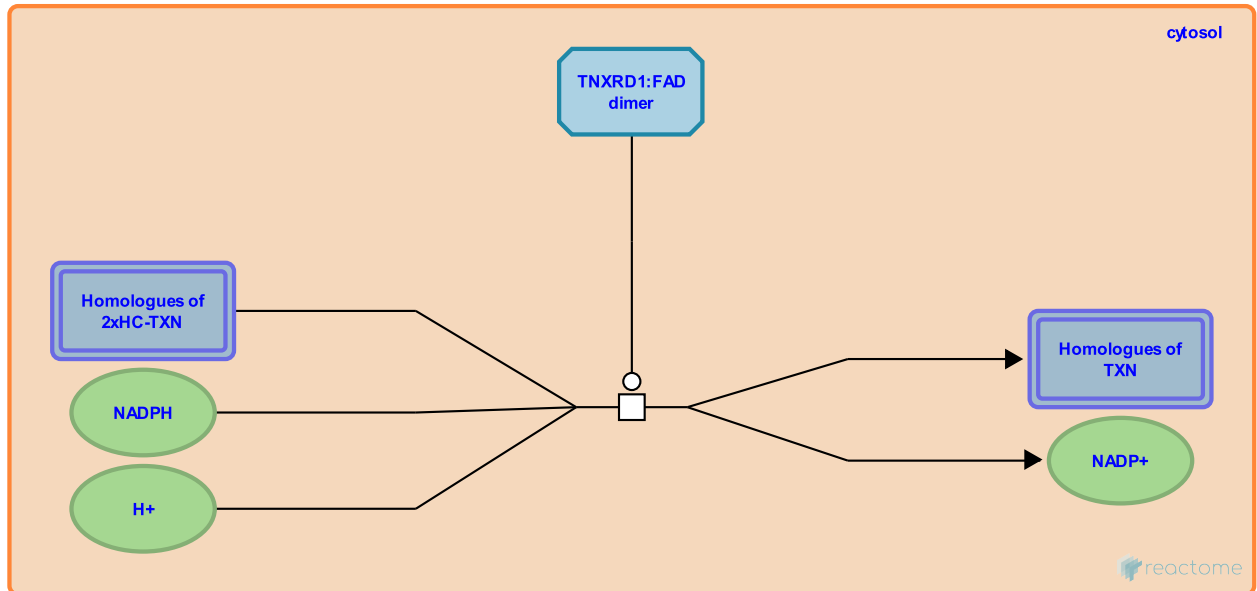 cytosol
TNXRD1:FAD
dimer
Homologues of
2xHC-TXN
NADPH
H+
Homologues of
TXN
NADP+
reactome